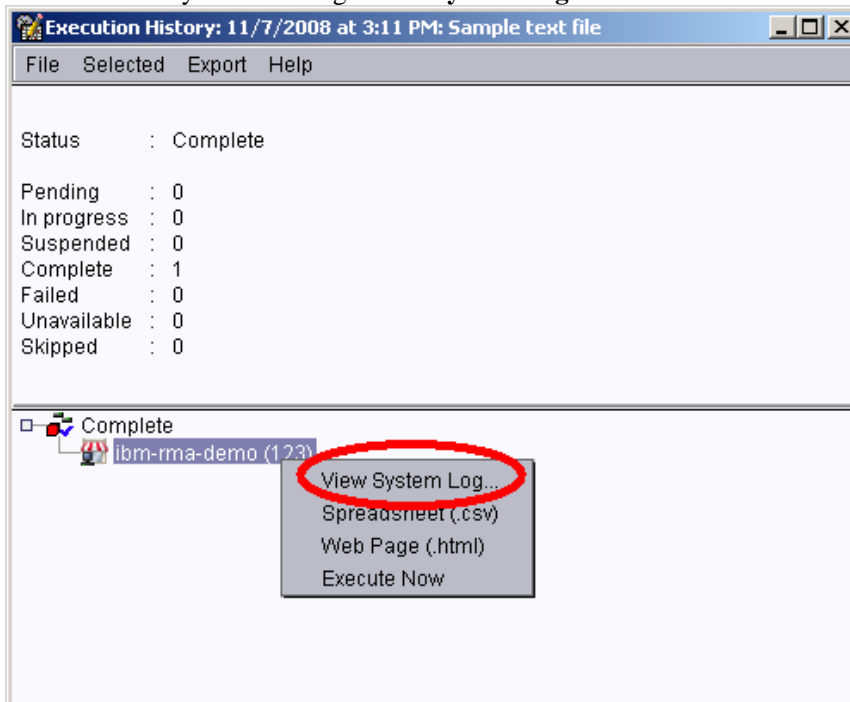 Execution History: 11/7/2008 at 3:11 PM: Sample text file
File Selected Export Help
Status : Complete
Pending : 0
In progress : 0
Suspended : 0
Complete : 1
Failed : 0
Unavailable : 0
Skipped : 0
Complete
ibm-rma-demo (123)
View System Log...
Spreadsheet (.csv)
Web Page (.html)
Execute Now